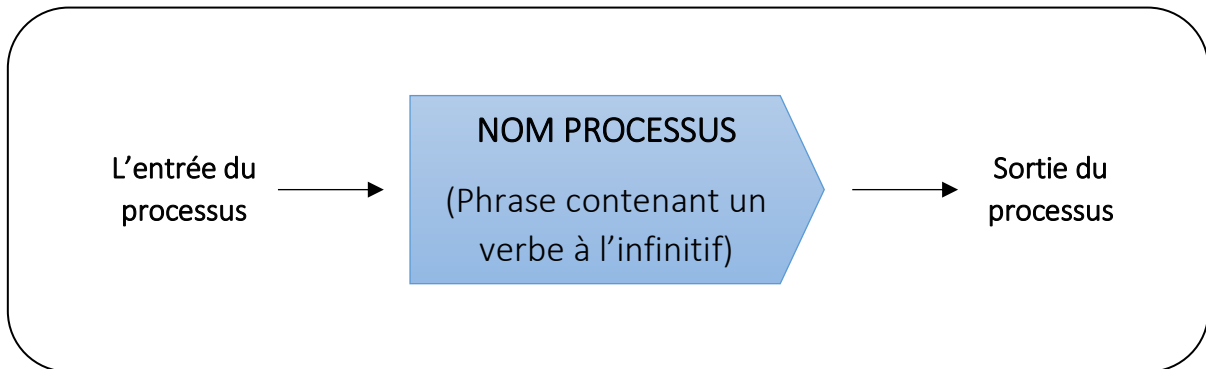 L’entrée du
processus
NOM PROCESSUS
(Phrase contenant un
verbe à l’infinitif)
Sortie du
processus